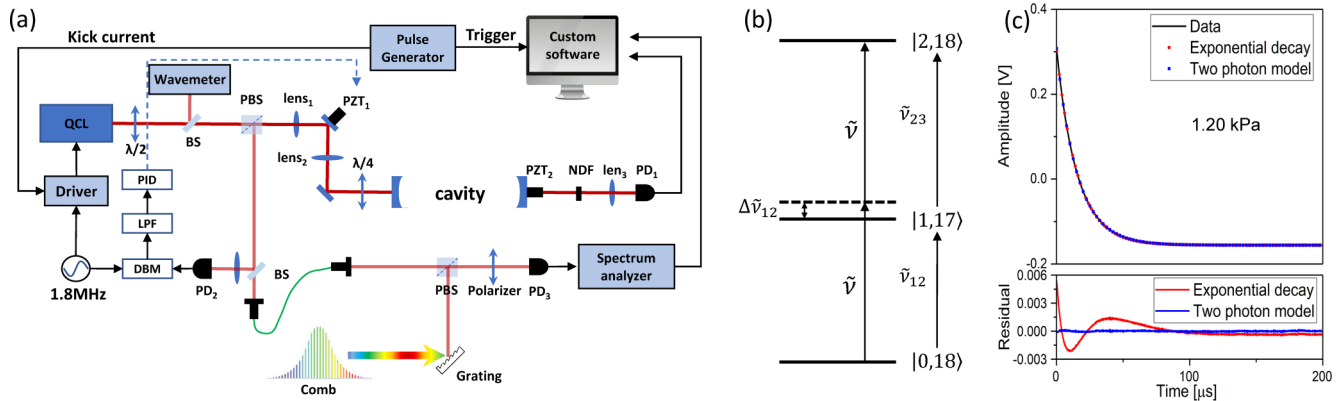 (a)
Kick current
Pulse
Generator
Trigger
Custom
software
Wavemeter
PBS
lens₁
PZT₁
QCL
λ/2
BS
lens₂
λ/4
PZT₂
NDF
len₃
PD₁
cavity
Driver
PID
LPF
DBM
1.8MHz
PD₂
BS
PBS
Polarizer
PD₃
Spectrum
analyzer
Comb
Grating
(b)
|2,18⟩
ν̃
ν̃₂₃
Δν̃₁₂
|1,17⟩
ν̃
ν̃₁₂
|0,18⟩
(c)
Data
Exponential decay
Two photon model
1.20 kPa
Amplitude [V]
0.4
0.2
0.0
-0.2
Exponential decay
Two photon model
Residual
0.006
0.003
0.000
-0.003
0
50
100
150
200
Time [μs]